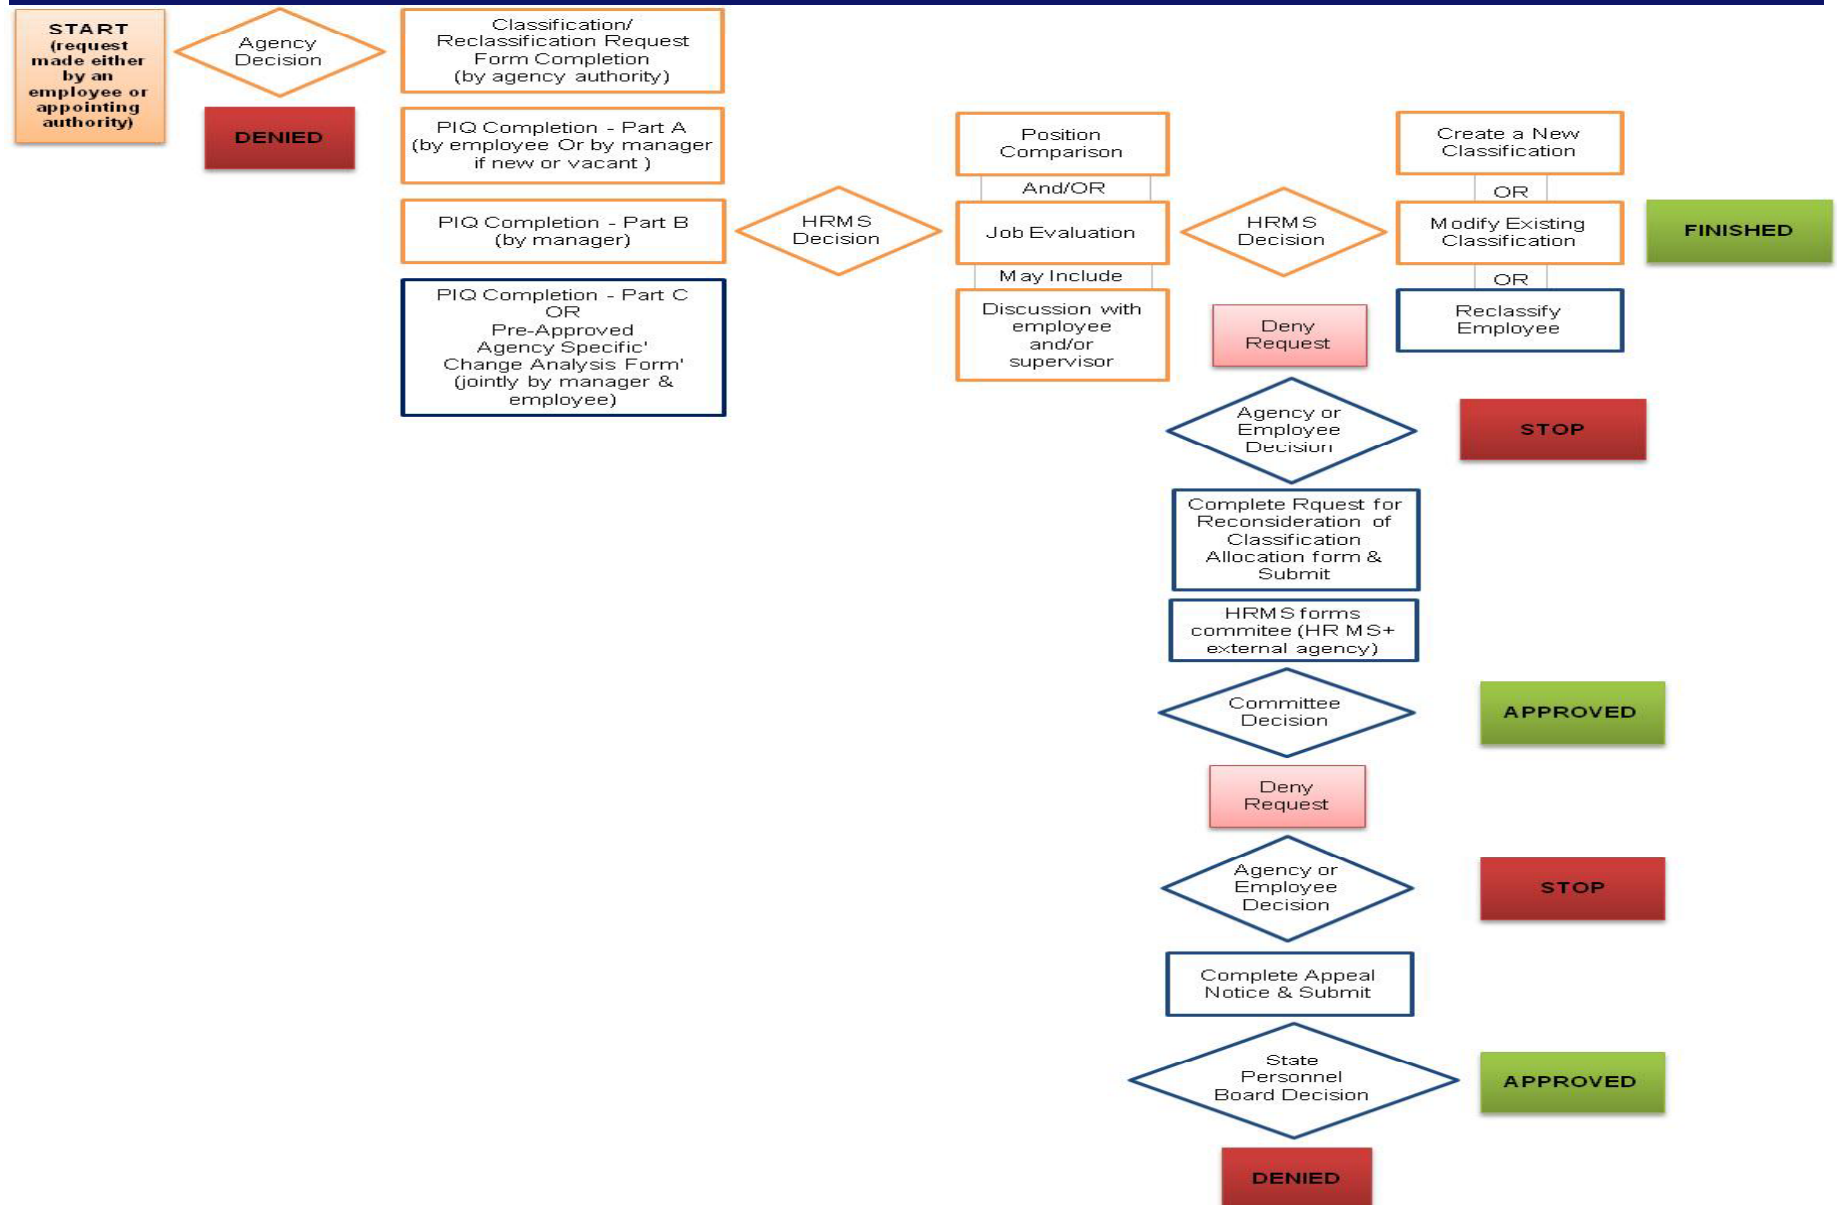 START
(request
made either
by an
employee or
appointing
authority)
Agency
Decision
DENIED
Classification/
Reclassification Request
Form Completion
(by agency authority)
PIQ Completion - Part A
(by employee Or by manager
if new or vacant )
PIQ Completion - Part B
(by manager)
PIQ Completion - Part C
OR
Pre-Approved
Agency Specific'
Change Analysis Form'
(jointly by manager &
employee)
HRMS
Decision
Position
Comparison
And/OR
Job Evaluation
May Include
Discussion with
employee
and/or
supervisor
HRMS
Decision
Create a New
Classification
OR
Modify Existing
Classification
OR
Reclassify
Employee
FINISHED
Deny
Request
Agency or
Employee
Decision
STOP
Complete Rquest for
Reconsideration of
Classification
Allocation form &
Submit
HRMS forms
commitee (HR MS+
external agency)
Committee
Decision
APPROVED
Deny
Request
Agency or
Employee
Decision
STOP
Complete Appeal
Notice & Submit
State
Personnel
Board Decision
APPROVED
DENIED